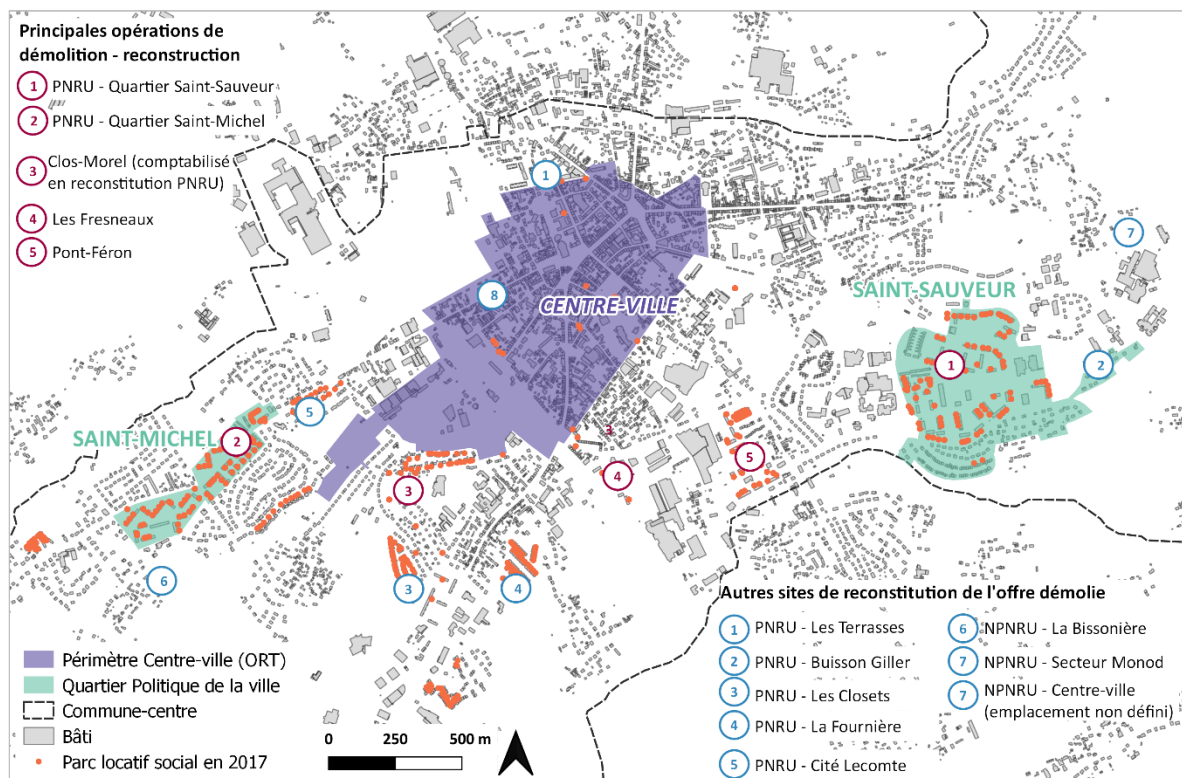 Principales opérations de
démolition - reconstruction
1 PNRU - Quartier Saint-Sauveur
2 PNRU - Quartier Saint-Michel
3 Clos-Morel (comptabilisé
en reconstitution PNRU)
4 Les Fresneaux
5 Pont-Féron
1
7
8
CENTRE-VILLE
SAINT-SAUVEUR
1
2
5
SAINT-MICHEL
2
3
3
4
5
6
3
4
Périmètre Centre-ville (ORT)
Quartier Politique de la ville
Commune-centre
Bâti
Parc locatif social en 2017
0 250 500 m
Autres sites de reconstitution de l'offre démolie
1 PNRU - Les Terrasses
2 PNRU - Buisson Giller
3 PNRU - Les Closets
4 PNRU - La Fournière
5 PNRU - Cité Lecomte
6 NPNRU - La Bissonière
7 NPNRU - Secteur Monod
7 NPNRU - Centre-ville
(emplacement non défini)